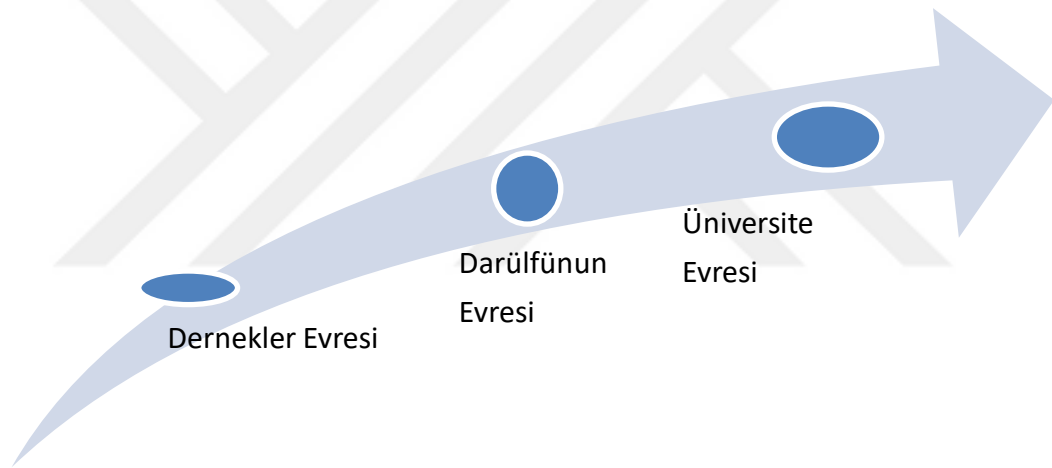 Dernekler Evresi
Darülfünun
Evresi
Üniversite
Evresi